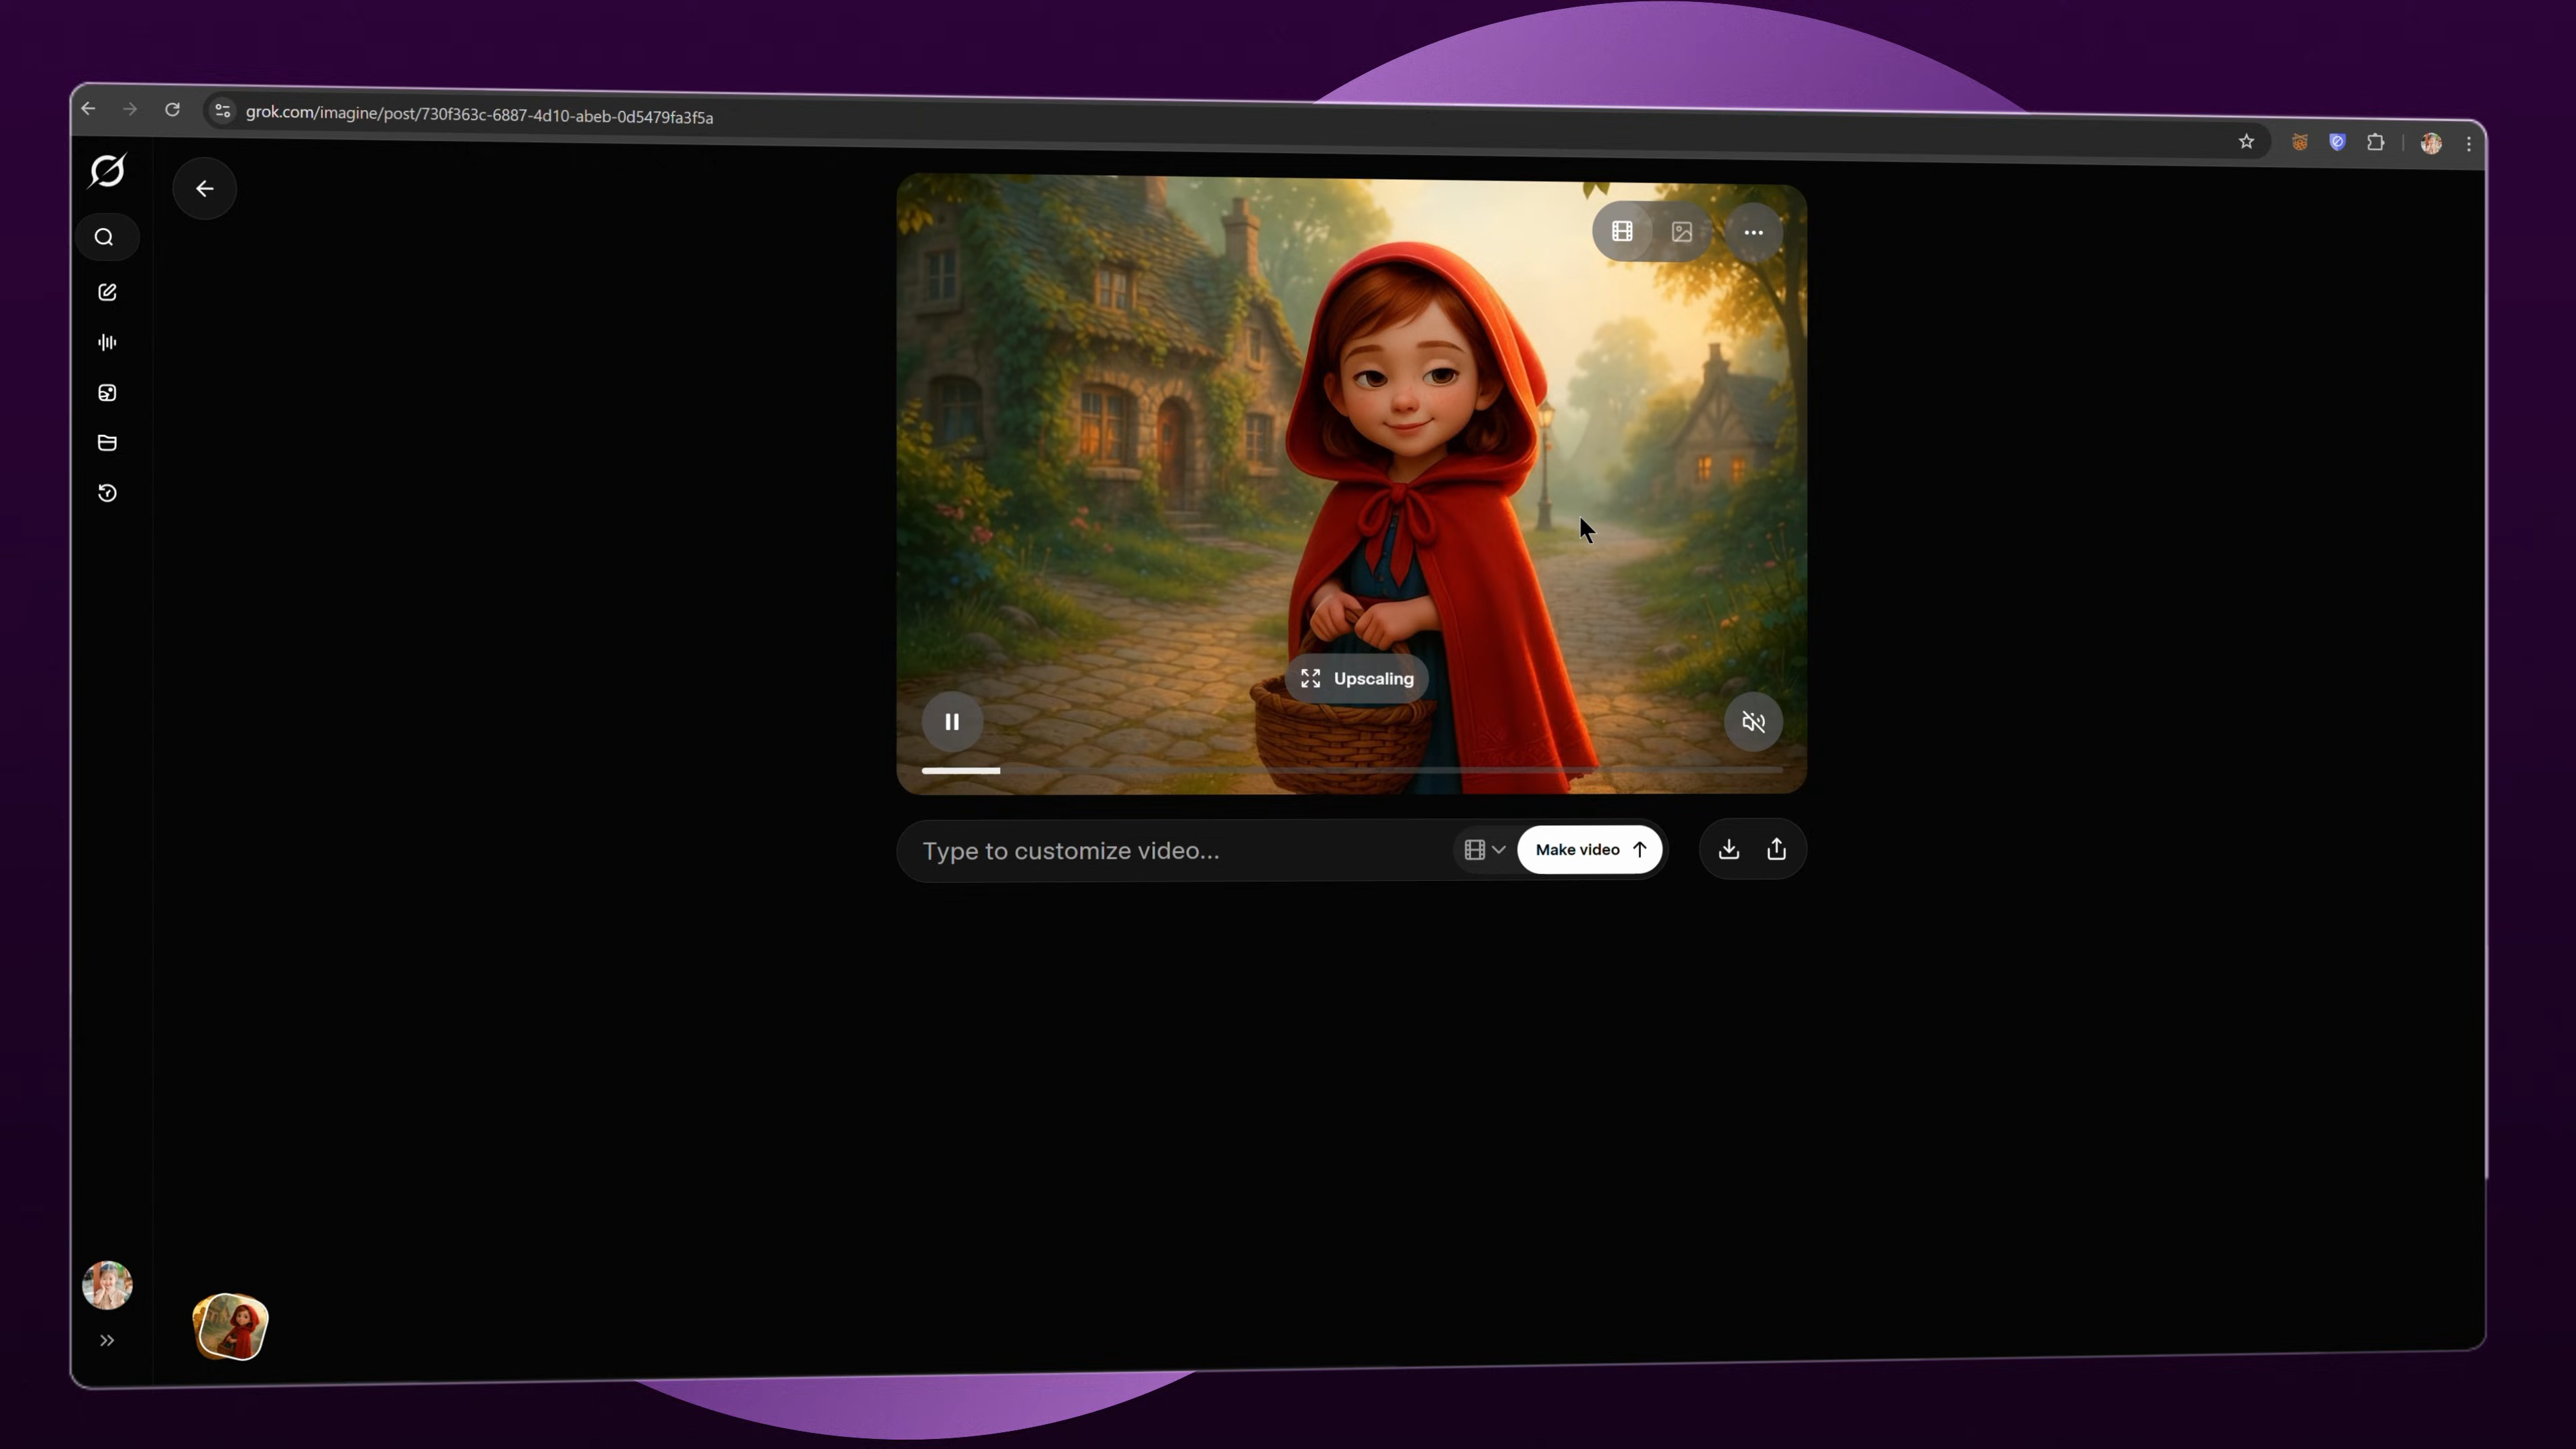 grok.com/imagine/post/730f363c-6887-4d10-abeb-0d5479fa3f5a
Upscaling
Type to customize video...
Make video